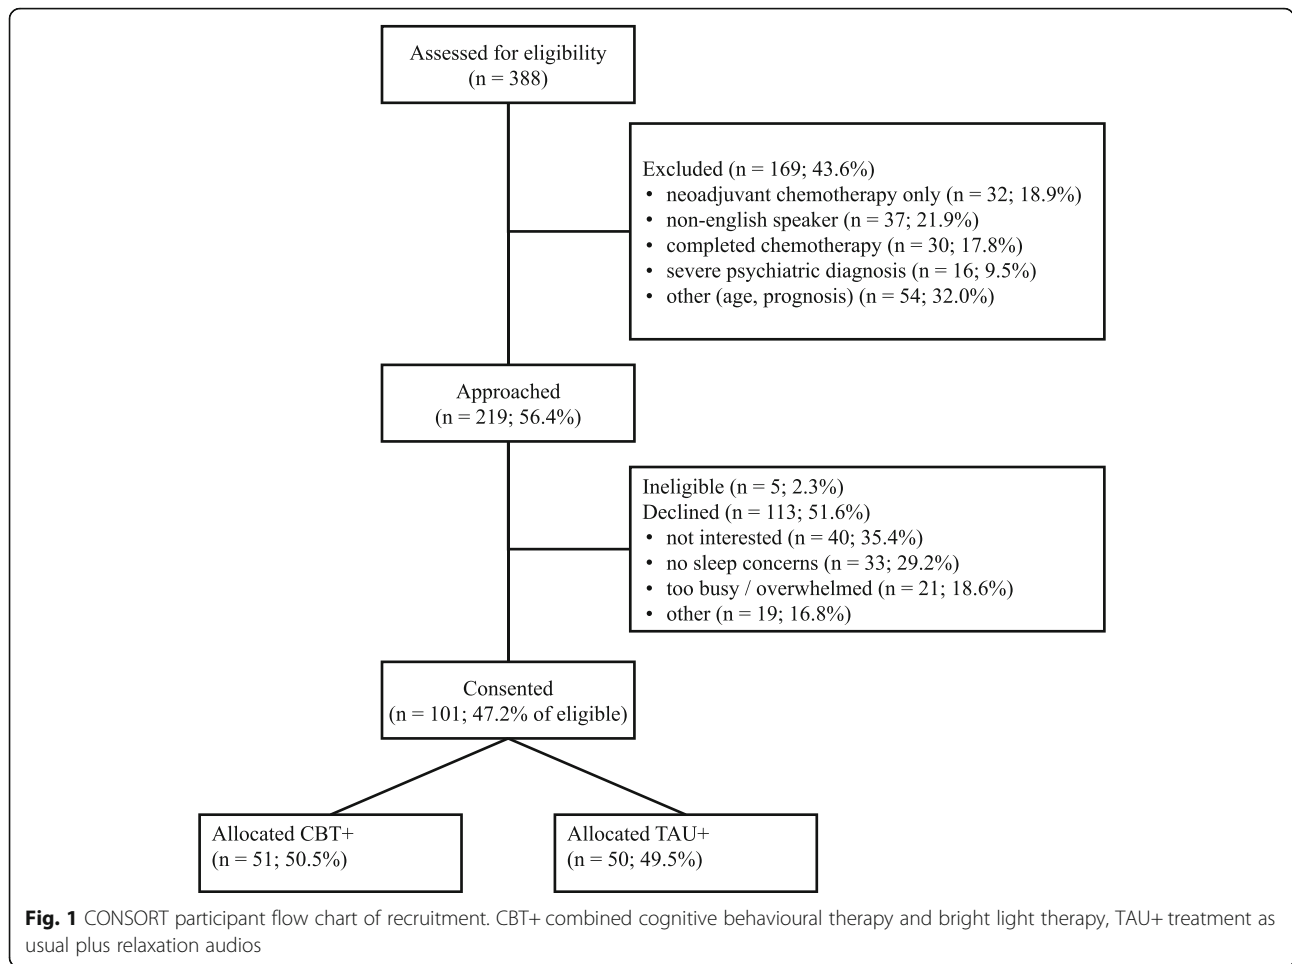 Assessed for eligibility
(n = 388)
Excluded (n = 169; 43.6%)
• neoadjuvant chemotherapy only (n = 32; 18.9%)
• non-english speaker (n = 37; 21.9%)
• completed chemotherapy (n = 30; 17.8%)
• severe psychiatric diagnosis (n = 16; 9.5%)
• other (age, prognosis) (n = 54; 32.0%)
Approached
(n = 219; 56.4%)
Ineligible (n = 5; 2.3%)
Declined (n = 113; 51.6%)
• not interested (n = 40; 35.4%)
• no sleep concerns (n = 33; 29.2%)
• too busy / overwhelmed (n = 21; 18.6%)
• other (n = 19; 16.8%)
Consented
(n = 101; 47.2% of eligible)
Allocated CBT+
(n = 51; 50.5%)
Allocated TAU+
(n = 50; 49.5%)
Fig. 1 CONSORT participant flow chart of recruitment. CBT+ combined cognitive behavioural therapy and bright light therapy, TAU+ treatment as
usual plus relaxation audios